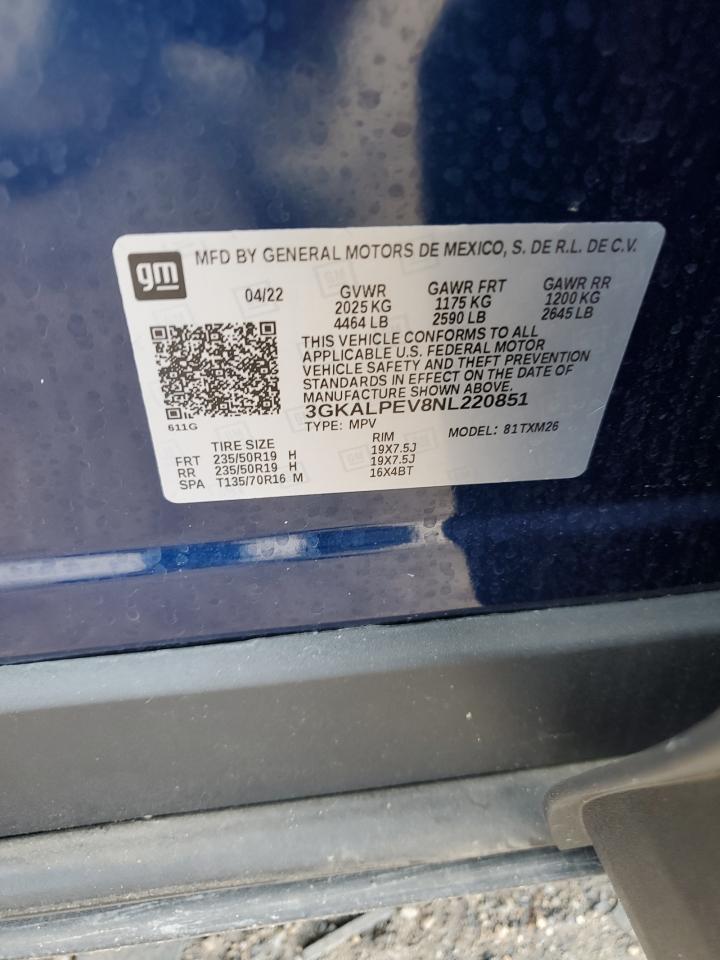 gm
MFD BY GENERAL MOTORS DE MEXICO, S. DE R.L. DE C.V.
04/22 GVWR GAWR FRT GAWR RR
2025 KG 1175 KG 1200 KG
4464 LB 2590 LB 2645 LB
THIS VEHICLE CONFORMS TO ALL
APPLICABLE U.S. FEDERAL MOTOR
VEHICLE SAFETY AND THEFT PREVENTION
STANDARDS IN EFFECT ON THE DATE OF
MANUFACTURE SHOWN ABOVE.
3GKALPEV8NL220851
611G TYPE: MPV MODEL: 81TXM26
TIRE SIZE RIM
FRT 235/50R19 H 19X7.5J
RR 235/50R19 H 19X7.5J
SPA T135/70R16 M 16X4BT